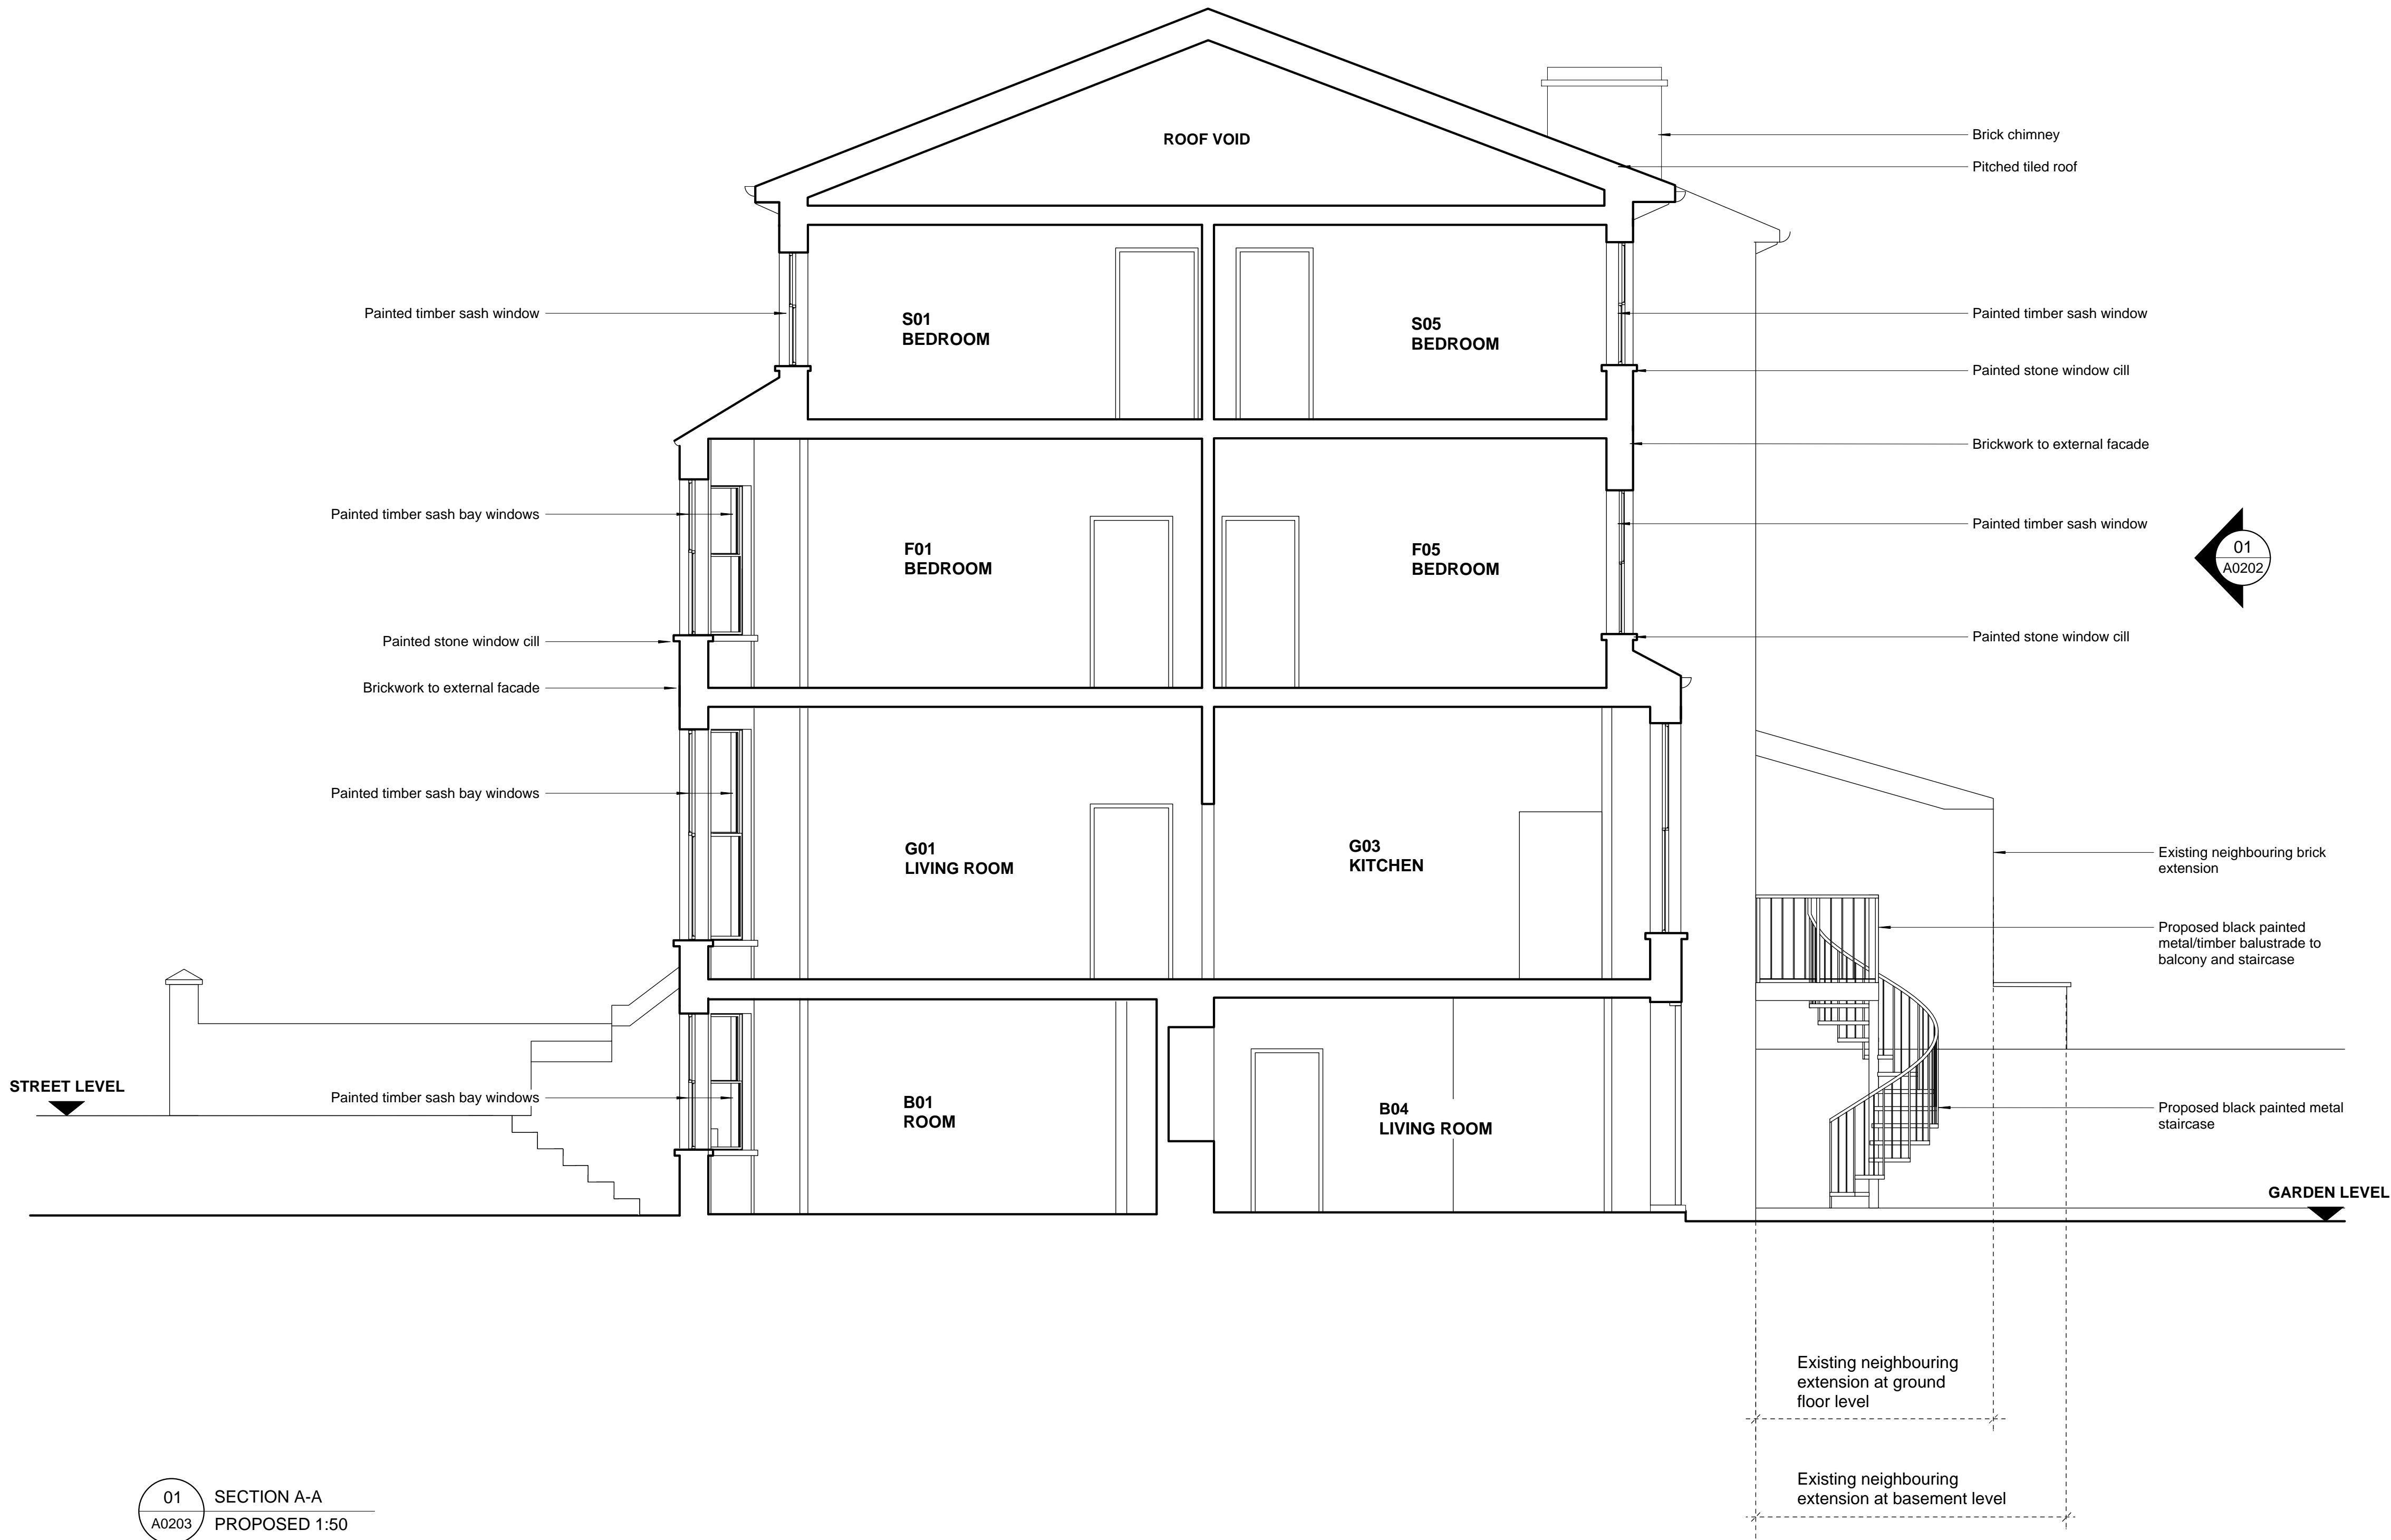 ROOF VOID
Brick chimney
Pitched tiled roof
Painted timber sash window
S01
BEDROOM
S05
BEDROOM
Painted timber sash window
Painted stone window cill
Brickwork to external facade
Painted timber sash bay windows
F01
BEDROOM
F05
BEDROOM
Painted timber sash window
01
A0202
Painted stone window cill
Painted stone window cill
Brickwork to external facade
Painted timber sash bay windows
G01
LIVING ROOM
G03
KITCHEN
Existing neighbouring brick
extension
Proposed black painted
metal/timber balustrade to
balcony and staircase
STREET LEVEL
Painted timber sash bay windows
B01
ROOM
B04
LIVING ROOM
Proposed black painted metal
staircase
GARDEN LEVEL
Existing neighbouring
extension at ground
floor level
Existing neighbouring
extension at basement level
01
A0203
SECTION A-A
PROPOSED 1:50